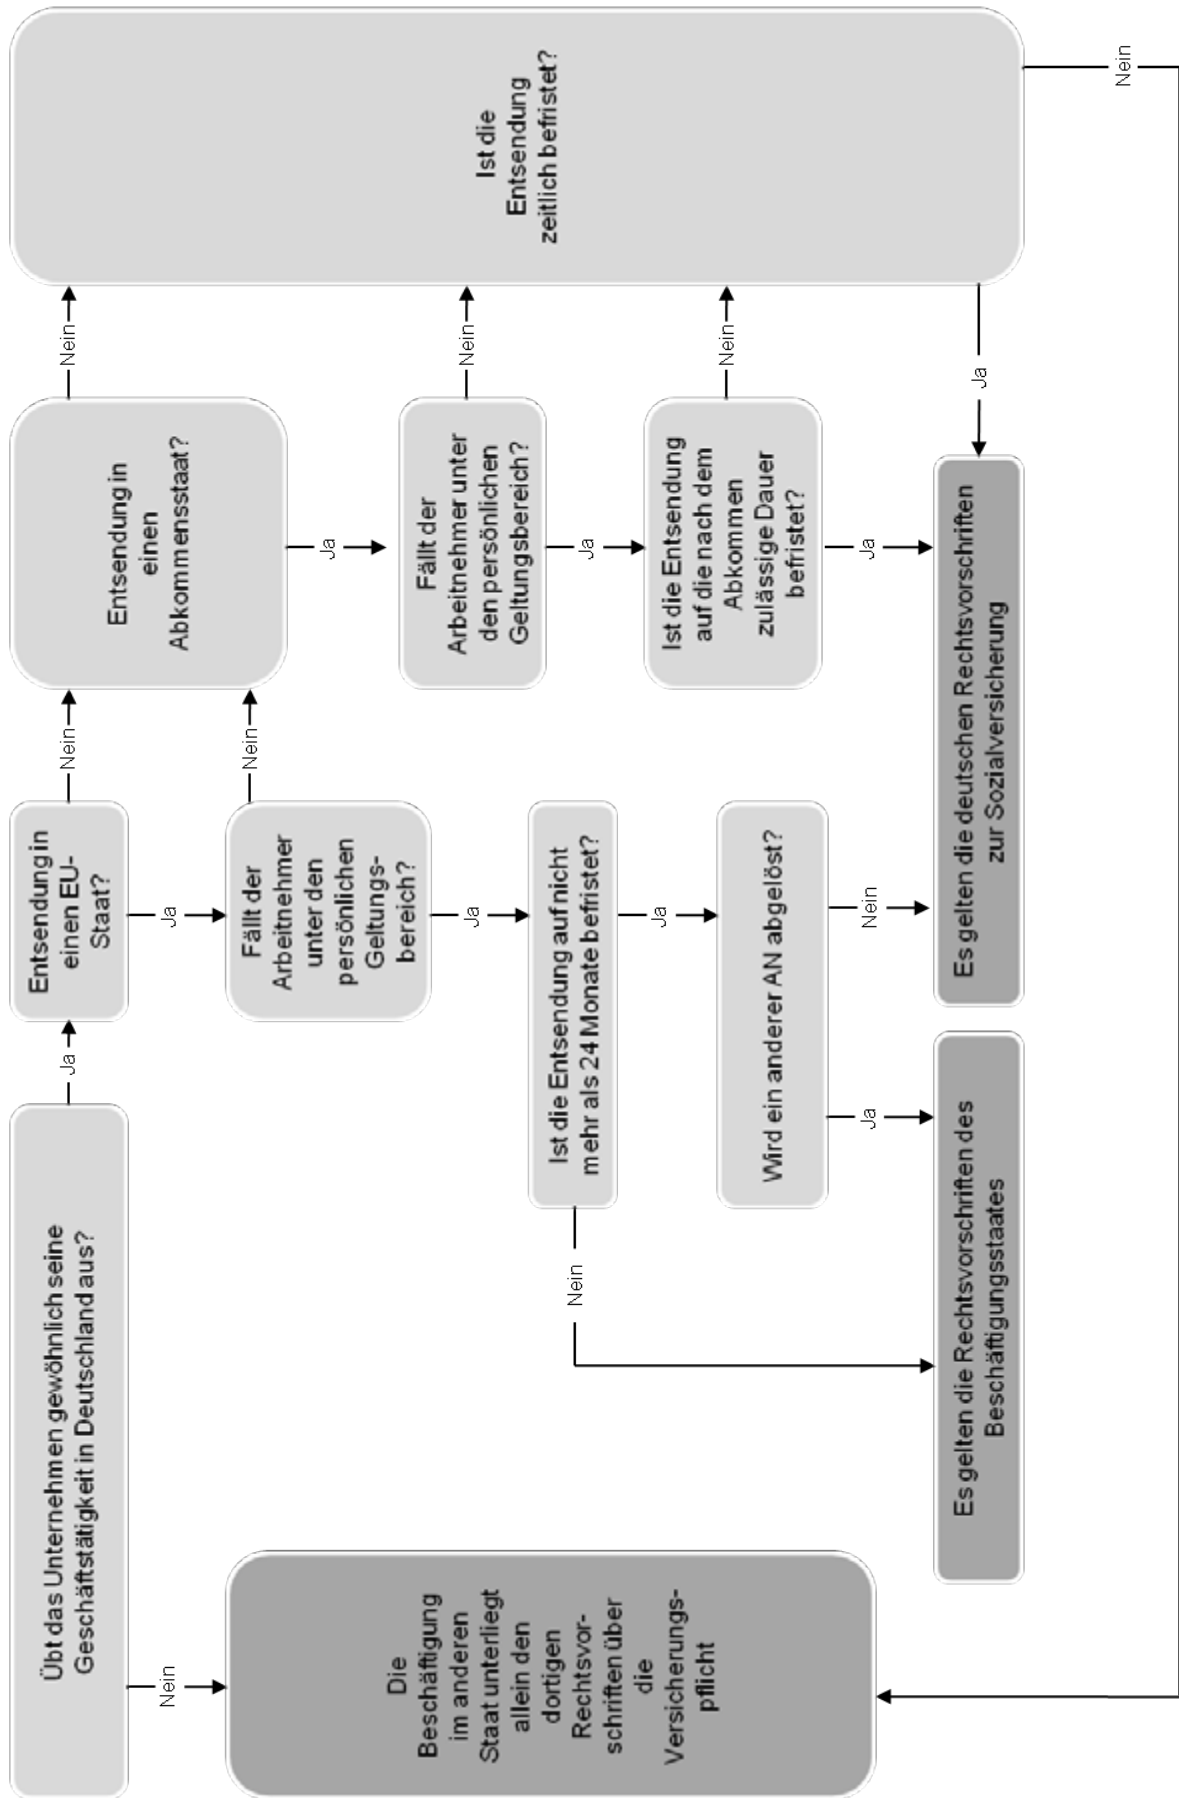 Übt das Unternehmen gewöhnlich seine
Geschäftstätigkeit in Deutschland aus?
Ja
Nein
Entsendung in
einen EU-
Staat?
Nein
Ja
Entsendung in
einen
Abkommensstaat?
Nein
Ja
Ist die
Entsendung
zeitlich befristet?
Nein
Ja
Die
Beschäftigung
im anderen
Staat unterliegt
allein den
dortigen
Rechtsvor-
schriften über
die
Versicherungs-
pflicht
Fällt der
Arbeitnehmer
unter den
persönlichen
Geltungs-
bereich?
Nein
Ja
Fällt der
Arbeitnehmer unter
den persönlichen
Geltungsbereich?
Nein
Ja
Ist die Entsendung auf nicht
mehr als 24 Monate befristet?
Nein
Ja
Ist die Entsendung
auf die nach dem
Abkommen
zulässige Dauer
befristet?
Nein
Ja
Wird ein anderer AN abgelöst?
Ja
Nein
Es gelten die Rechtsvorschriften des
Beschäftigungsstaates
Es gelten die deutschen Rechtsvorschriften
zur Sozialversicherung